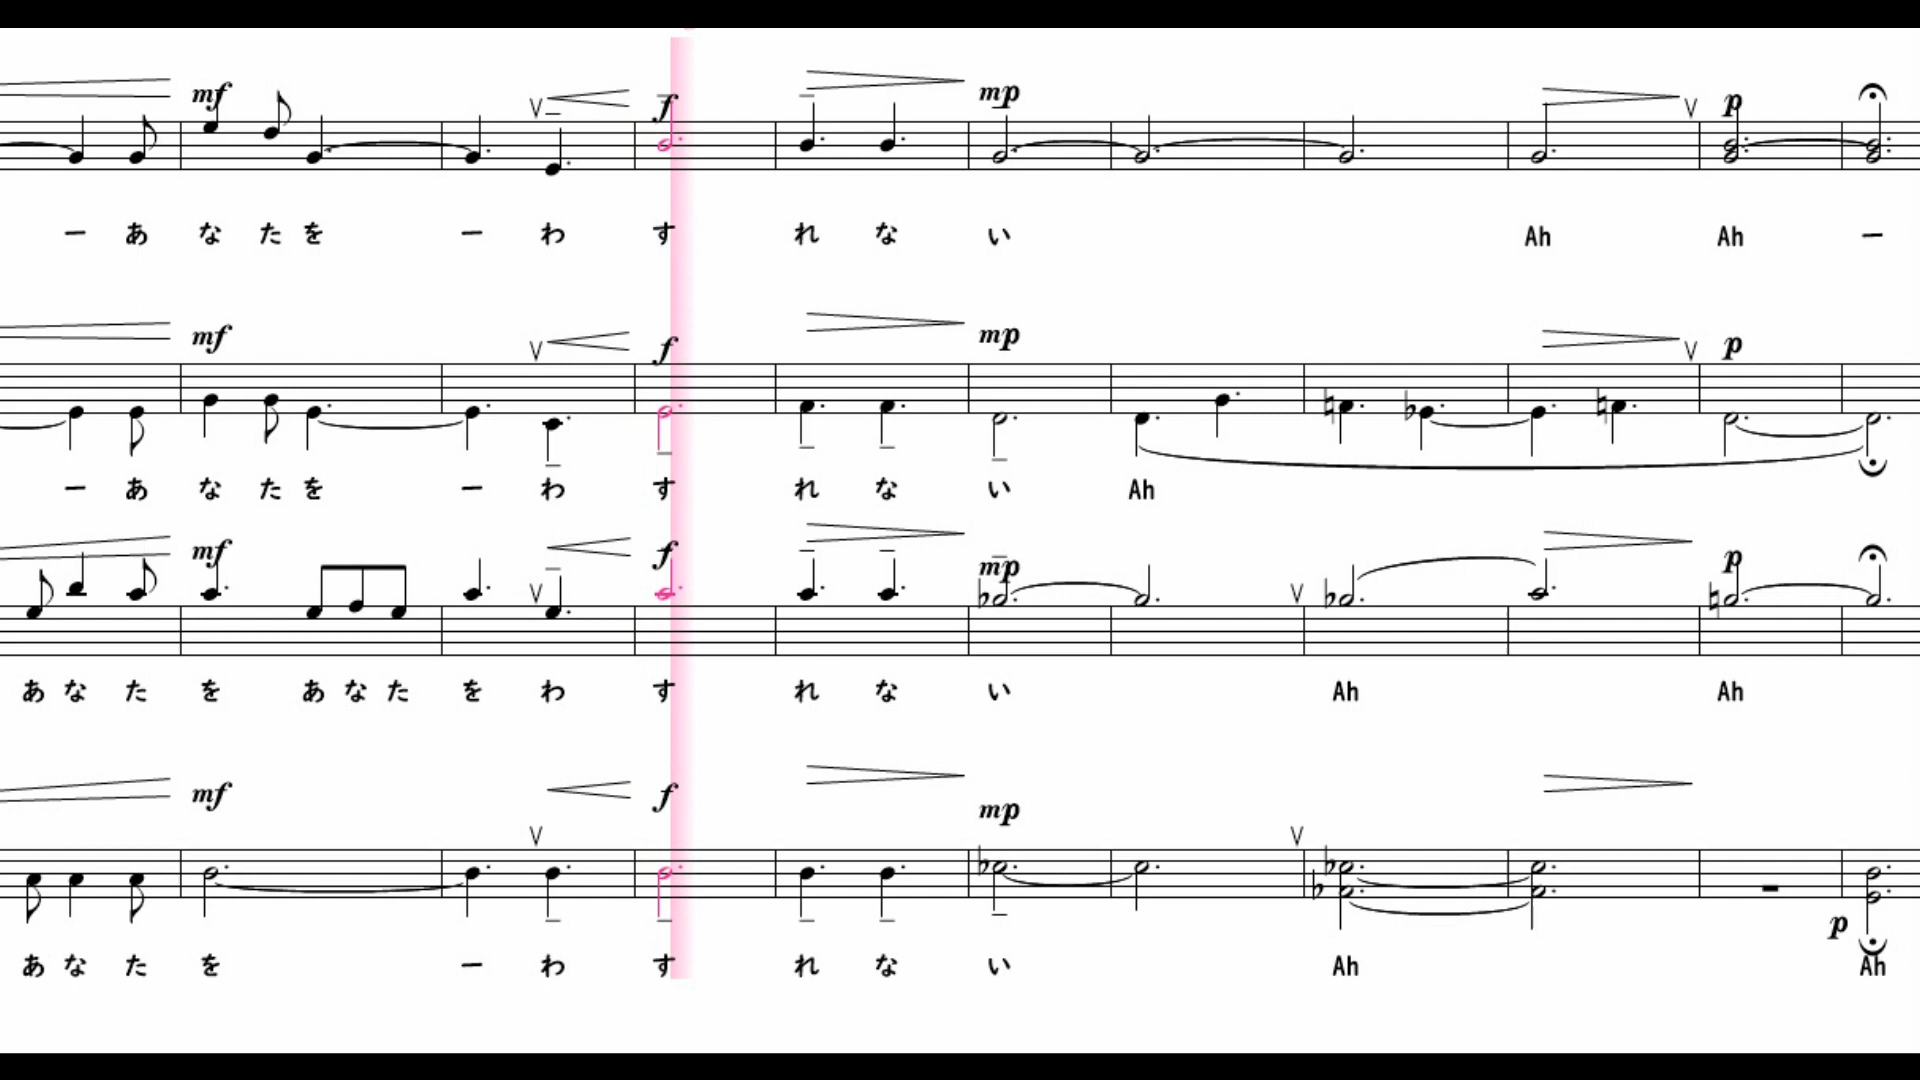 mf f mp p
ー あ な た を ー わ す れ な い Ah Ah ー
mf f mp p
ー あ な た を ー わ す れ な い Ah
mf f mp p
あ な た を あ な た を わ す れ な い Ah Ah
mf f mp
p
あ な た を ー わ す れ な い Ah Ah